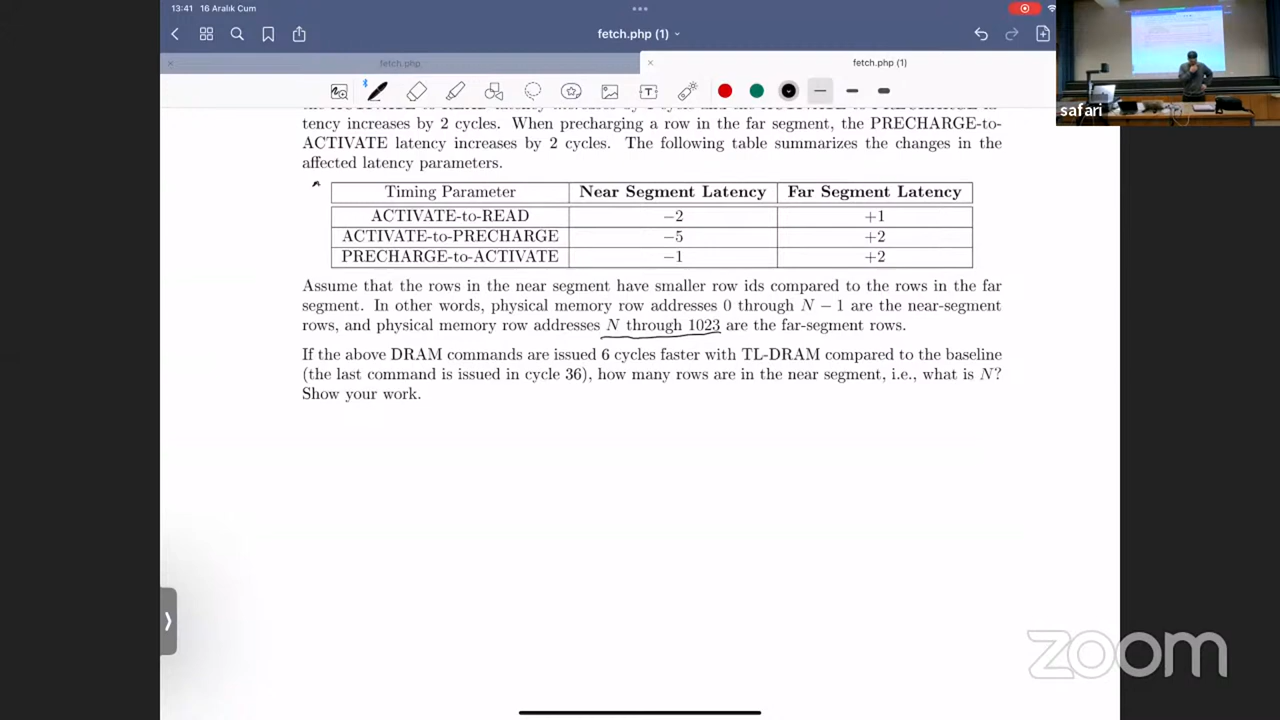 13:41 16 Aralık Cum
fetch.php (1)
fetch.php
fetch.php (1)
safari
tency increases by 2 cycles. When precharging a row in the far segment, the PRECHARGE-to-
ACTIVATE latency increases by 2 cycles. The following table summarizes the changes in the
affected latency parameters.
Timing Parameter Near Segment Latency Far Segment Latency
ACTIVATE-to-READ −2 +1
ACTIVATE-to-PRECHARGE −5 +2
PRECHARGE-to-ACTIVATE −1 +2
Assume that the rows in the near segment have smaller row ids compared to the rows in the far
segment. In other words, physical memory row addresses 0 through N − 1 are the near-segment
rows, and physical memory row addresses N through 1023 are the far-segment rows.
If the above DRAM commands are issued 6 cycles faster with TL-DRAM compared to the baseline
(the last command is issued in cycle 36), how many rows are in the near segment, i.e., what is N?
Show your work.
zoom